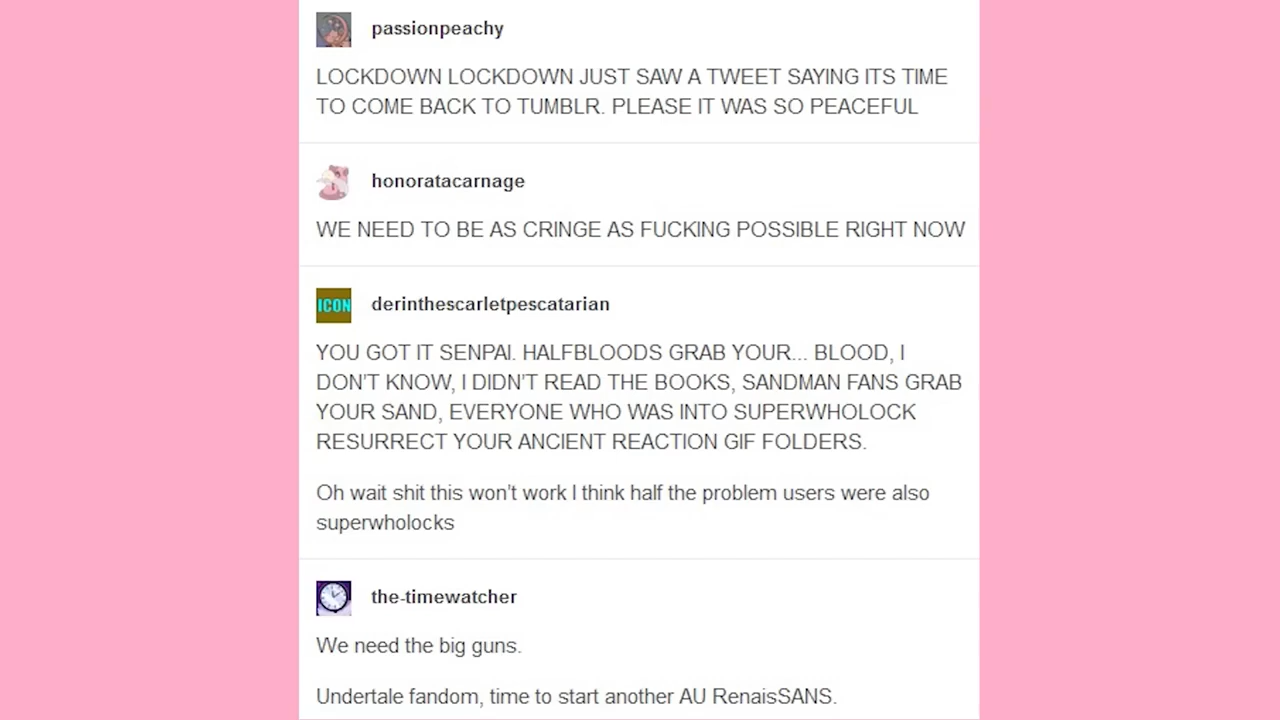 passionpeachy
LOCKDOWN LOCKDOWN JUST SAW A TWEET SAYING ITS TIME
TO COME BACK TO TUMBLR. PLEASE IT WAS SO PEACEFUL
honoratacarnage
WE NEED TO BE AS CRINGE AS FUCKING POSSIBLE RIGHT NOW
ICON
derinthescarletpescatarian
YOU GOT IT SENPAI. HALFBLOODS GRAB YOUR... BLOOD, I
DON'T KNOW, I DIDN'T READ THE BOOKS, SANDMAN FANS GRAB
YOUR SAND, EVERYONE WHO WAS INTO SUPERWHOLOCK
RESURRECT YOUR ANCIENT REACTION GIF FOLDERS.
Oh wait shit this won't work I think half the problem users were also
superwholocks
the-timewatcher
We need the big guns.
Undertale fandom, time to start another AU RenaisSANS.